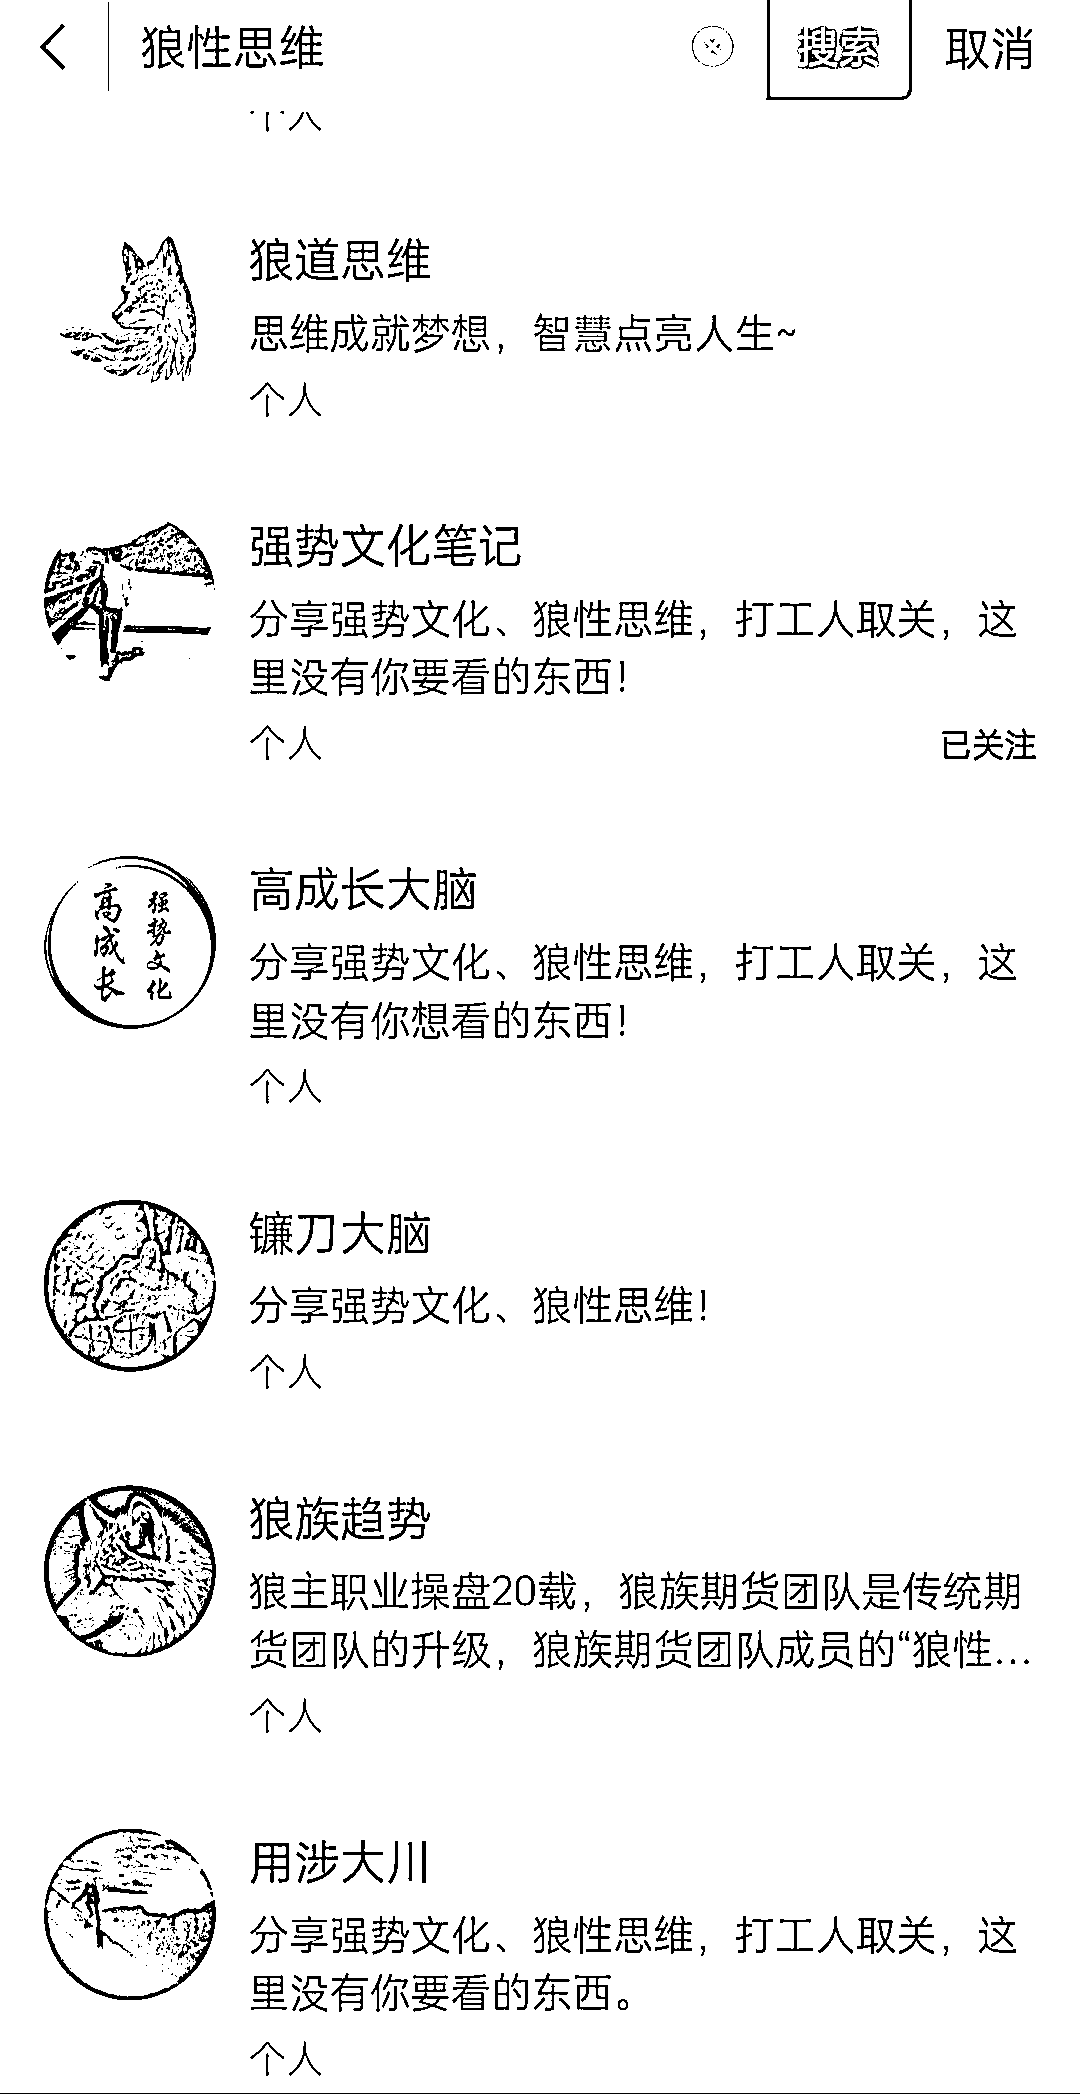 狼性思维
搜索
取消
个人
狼道思维
思维成就梦想，智慧点亮人生~
个人
强势文化笔记
分享强势文化、狼性思维，打工人取关，这
里没有你要看的东西！
个人
已关注
高成长
强势文化
高成长大脑
分享强势文化、狼性思维，打工人取关，这
里没有你想看的东西！
个人
镰刀大脑
分享强势文化、狼性思维！
个人
狼族趋势
狼主职业操盘20载，狼族期货团队是传统期
货团队的升级，狼族期货团队成员的“狼性...
个人
用涉大川
分享强势文化、狼性思维，打工人取关，这
里没有你要看的东西。
个人